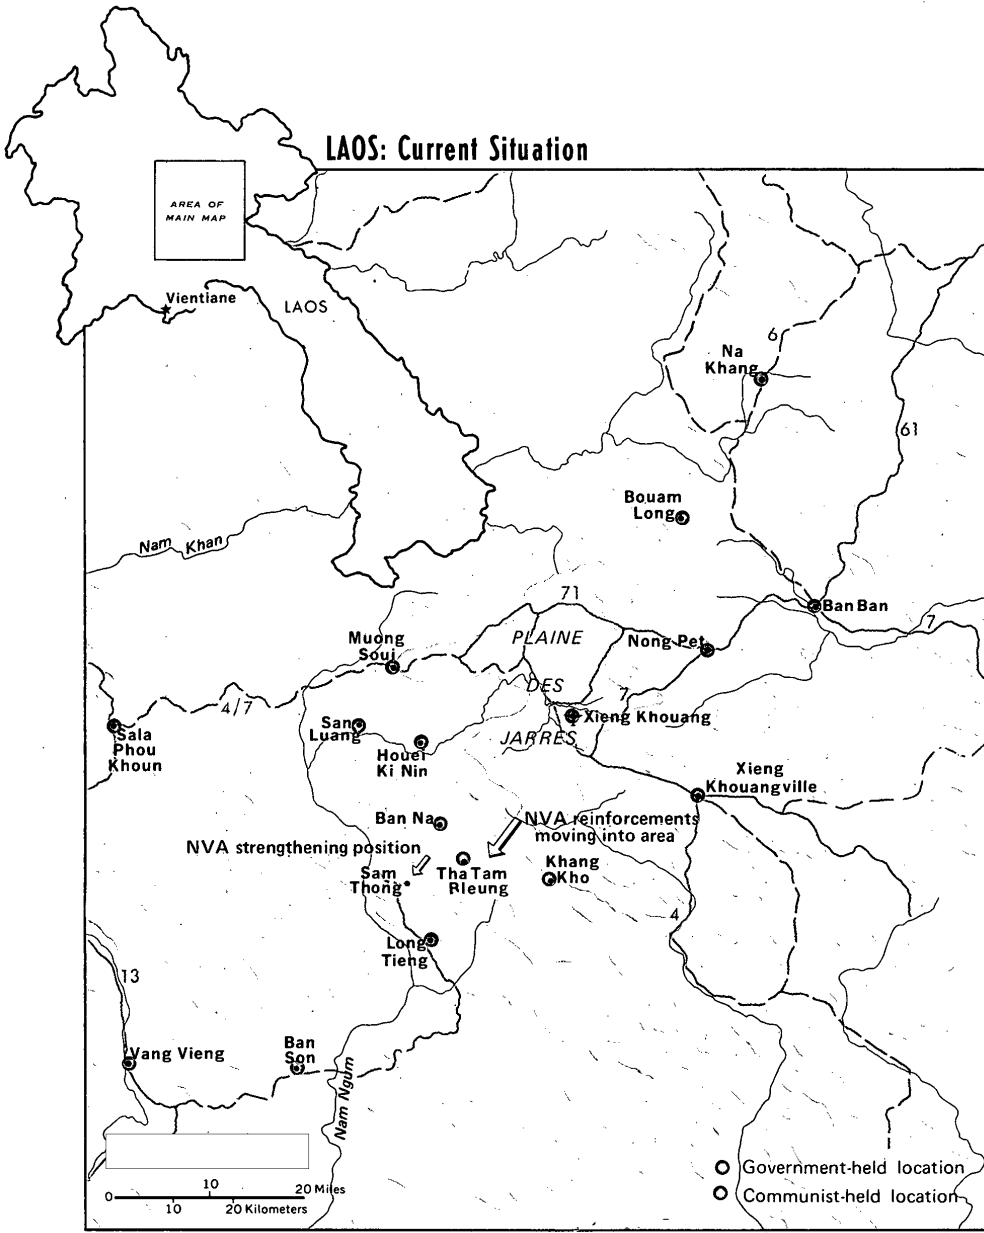 LAOS: Current Situation
AREA OF
MAIN MAP
Vientiane
LAOS
6
Na
Khang
61
Bouam
Long
Nam Khan
71
Ban Ban
7
Muong
Soui
PLAINE
Nong Pet
DES
7
4/7
Xieng Khouang
JARRES
San
Luang
Sala
Phou
Khoun
Houei
Ki Nin
Xieng
Khouangville
Ban Na
NVA reinforcements
moving into area
NVA strengthening position
Sam
Thong
Tha Tam
Bleung
Khang
Kho
4
Long
Tieng
13
Vang Vieng
Ban
Son
Nam Ngum
Government-held location
Communist-held location
0 10 20 Miles
10 20 Kilometers